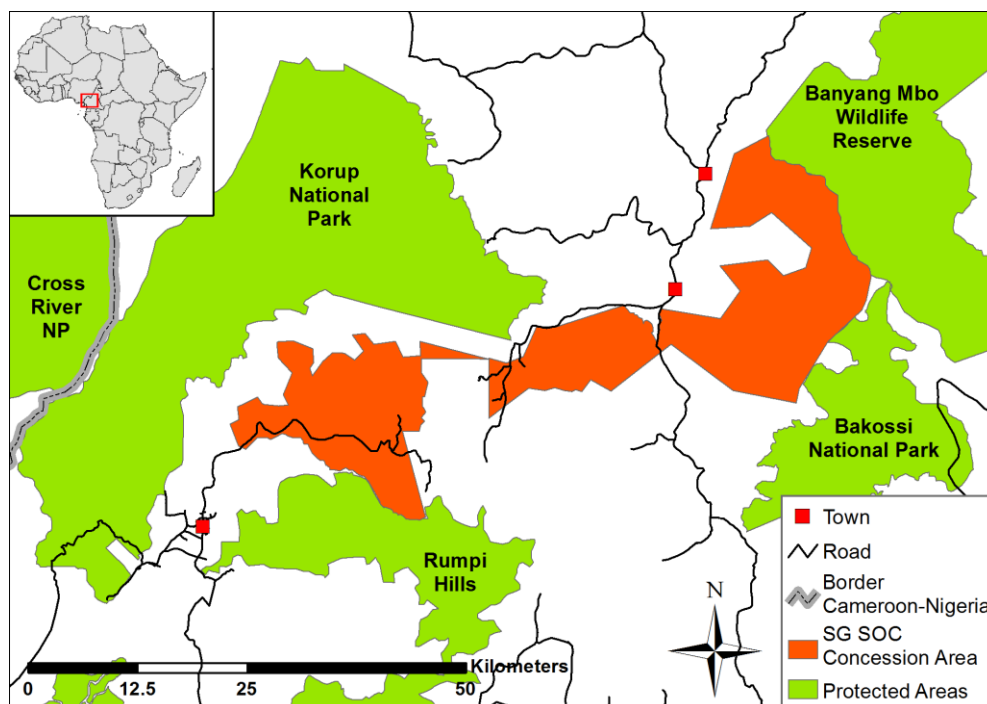 Banyang Mbo
Wildlife
Reserve
Korup
National
Park
Cross
River
NP
Bakossi
National Park
Rumpi
Hills
N
Town
Road
Border
Cameroon-Nigeria
SG SOC
Concession Area
Protected Areas
Kilometers
0 12.5 25 50